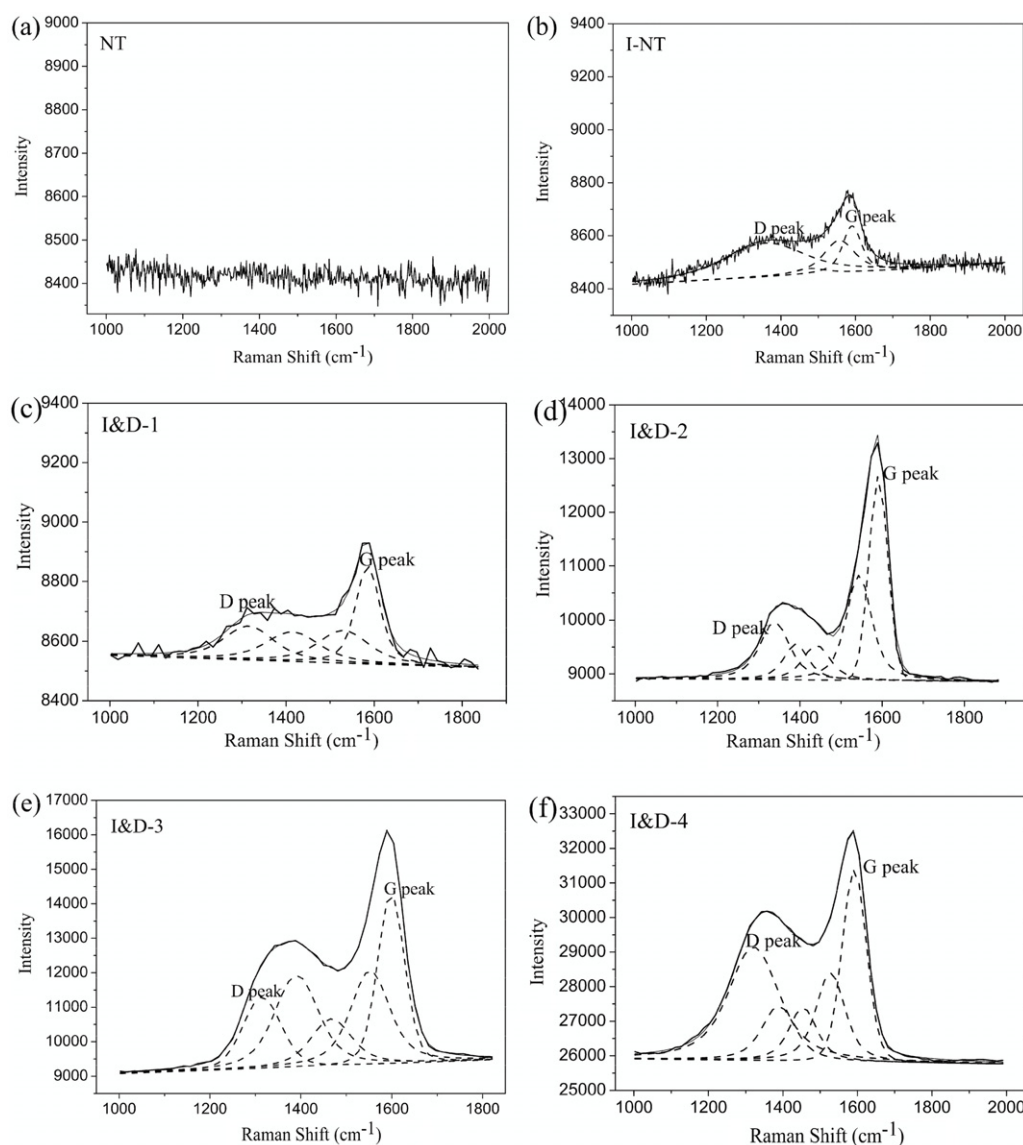 (a)
NT
9000
8900
8800
8700
8600
8500
8400
Intensity
1000 1200 1400 1600 1800 2000
Raman Shift (cm-1)
(b)
I-NT
9400
9200
9000
8800
8600
8400
Intensity
D peak
G peak
1000 1200 1400 1600 1800 2000
Raman Shift (cm-1)
(c)
I&D-1
9400
9200
9000
8800
8600
8400
Intensity
G peak
D peak
1000 1200 1400 1600 1800
Raman Shift (cm-1)
(d)
I&D-2
14000
13000
12000
11000
10000
9000
Intensity
G peak
D peak
1000 1200 1400 1600 1800
Raman Shift (cm-1)
(e)
I&D-3
17000
16000
15000
14000
13000
12000
11000
10000
9000
Intensity
G peak
D peak
1000 1200 1400 1600 1800
Raman Shift (cm-1)
(f)
I&D-4
33000
32000
31000
30000
29000
28000
27000
26000
25000
Intensity
G peak
D peak
1000 1200 1400 1600 1800 2000
Raman Shift (cm-1)